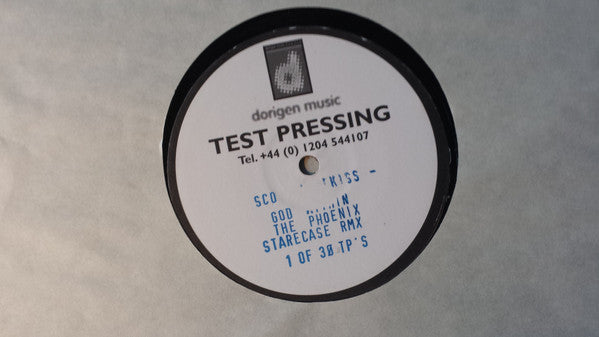 d
dorigen music
TEST PRESSING
Tel. +44 (0) 1204 544107
GOD
THE PHOENIX
STARECASE RMX
1 OF 30 TP'S